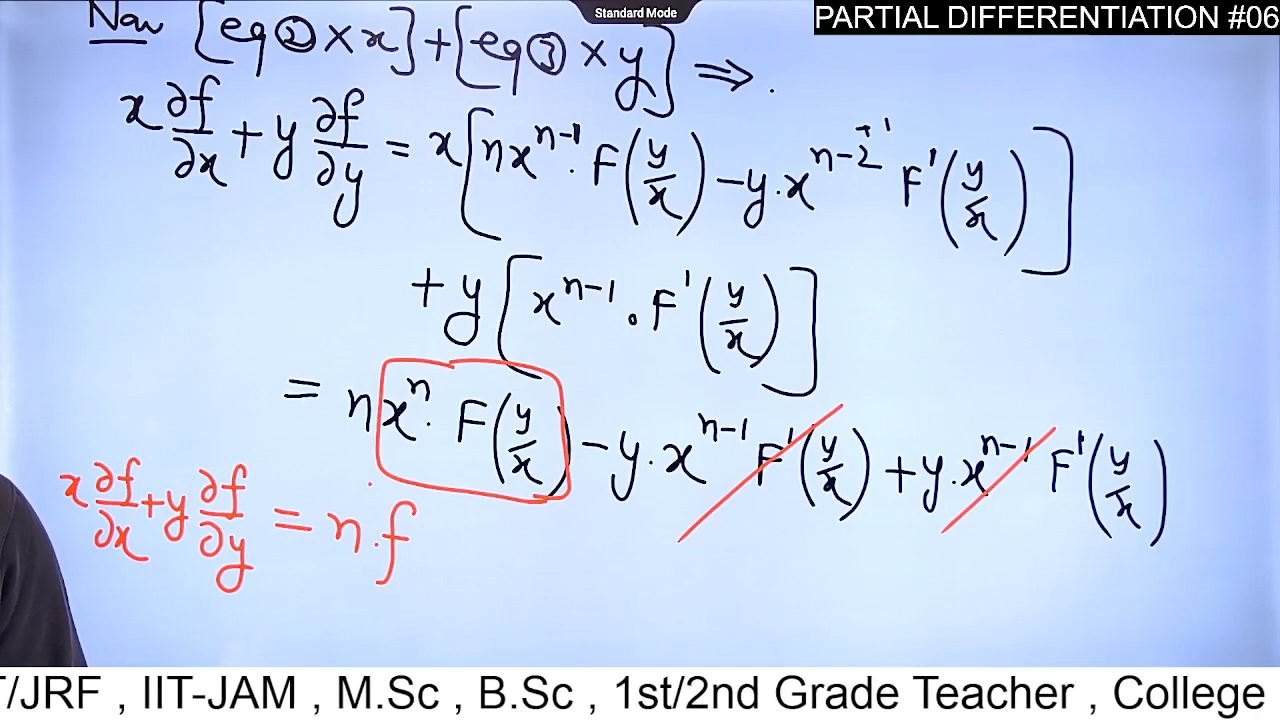 Standard Mode
PARTIAL DIFFERENTIATION #06
Now [eq② × x] + [eq③ × y] ⇒ .
x ∂f/∂x + y ∂f/∂y = x [ n x^{n-1} · F(y/x) − y · x^{n-2+1} F'(y/x) ]
+ y [ x^{n-1} · F'(y/x) ]
= n x^n · F(y/x) − y · x^{n-1} F'(y/x) + y · x^{n-1} F'(y/x)
x ∂f/∂x + y ∂f/∂y = n.f
T/JRF , IIT-JAM , M.Sc , B.Sc , 1st/2nd Grade Teacher , College